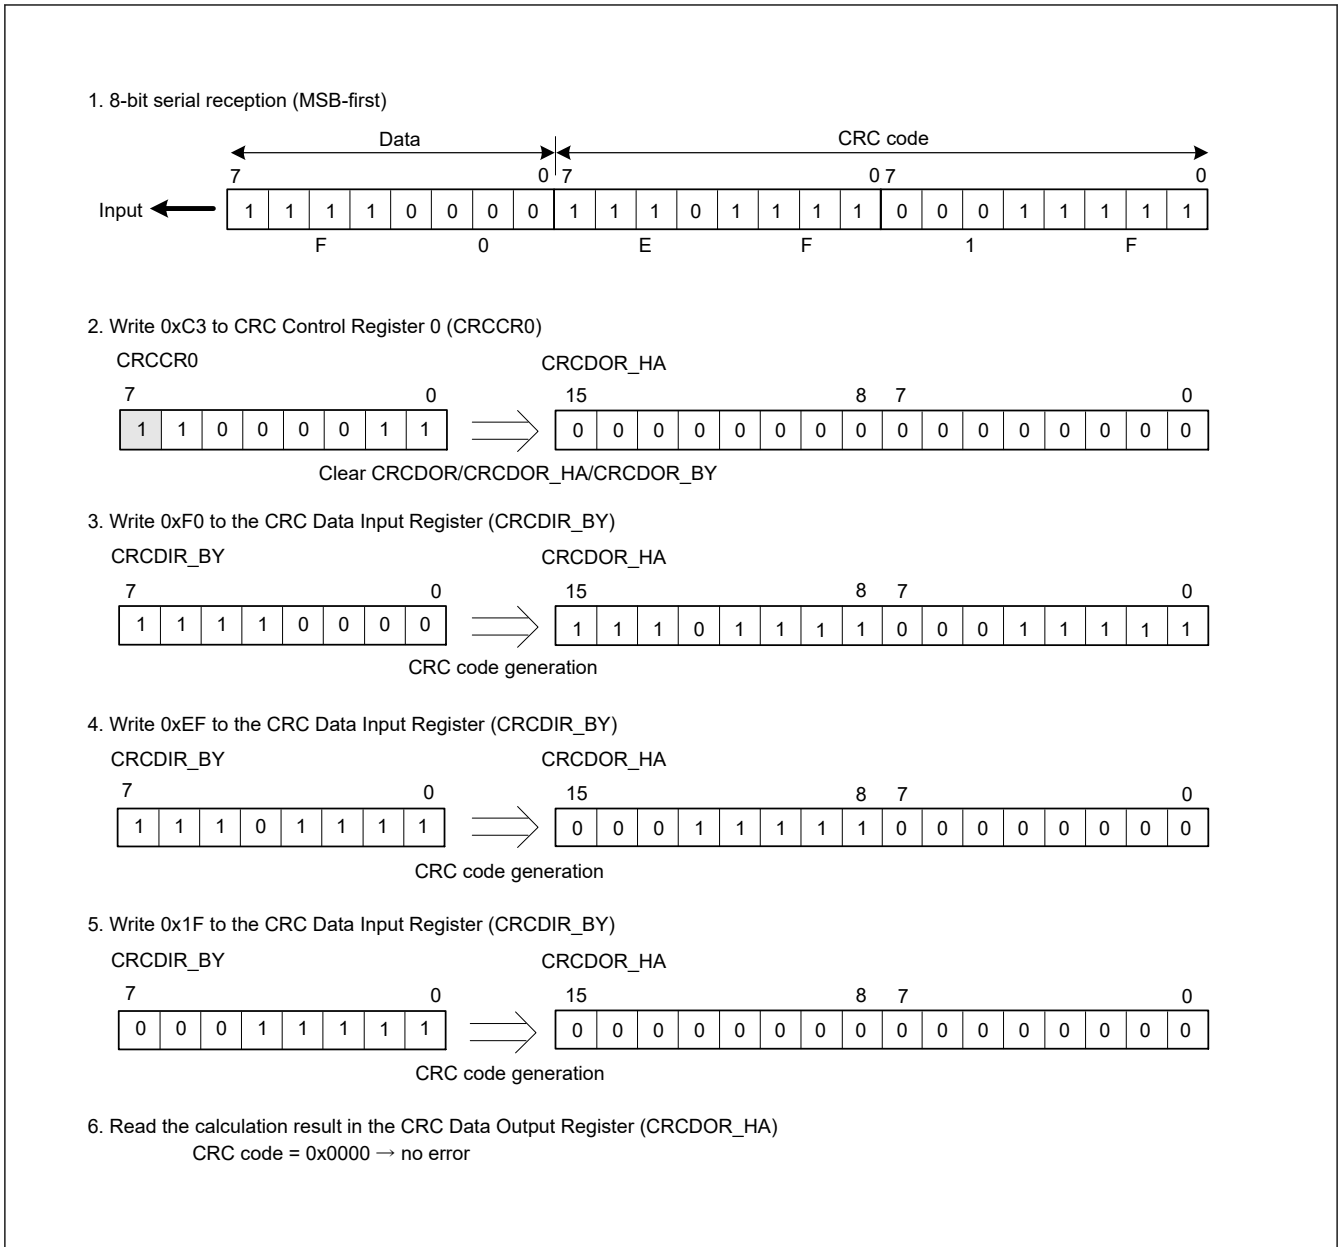 1. 8-bit serial reception (MSB-first)
Data CRC code
7 0 7 0 7 0
Input 1 1 1 1 0 0 0 0 1 1 1 0 1 1 1 1 0 0 0 1 1 1 1 1
F 0 E F 1 F
2. Write 0xC3 to CRC Control Register 0 (CRCCR0)
CRCCR0 CRCDOR_HA
7 0 15 8 7 0
1 1 0 0 0 0 1 1 0 0 0 0 0 0 0 0 0 0 0 0 0 0 0 0
Clear CRCDOR/CRCDOR_HA/CRCDOR_BY
3. Write 0xF0 to the CRC Data Input Register (CRCDIR_BY)
CRCDIR_BY CRCDOR_HA
7 0 15 8 7 0
1 1 1 1 0 0 0 0 1 1 1 0 1 1 1 1 0 0 0 1 1 1 1 1
CRC code generation
4. Write 0xEF to the CRC Data Input Register (CRCDIR_BY)
CRCDIR_BY CRCDOR_HA
7 0 15 8 7 0
1 1 1 0 1 1 1 1 0 0 0 1 1 1 1 1 0 0 0 0 0 0 0 0
CRC code generation
5. Write 0x1F to the CRC Data Input Register (CRCDIR_BY)
CRCDIR_BY CRCDOR_HA
7 0 15 8 7 0
0 0 0 1 1 1 1 1 0 0 0 0 0 0 0 0 0 0 0 0 0 0 0 0
CRC code generation
6. Read the calculation result in the CRC Data Output Register (CRCDOR_HA)
CRC code = 0x0000 → no error